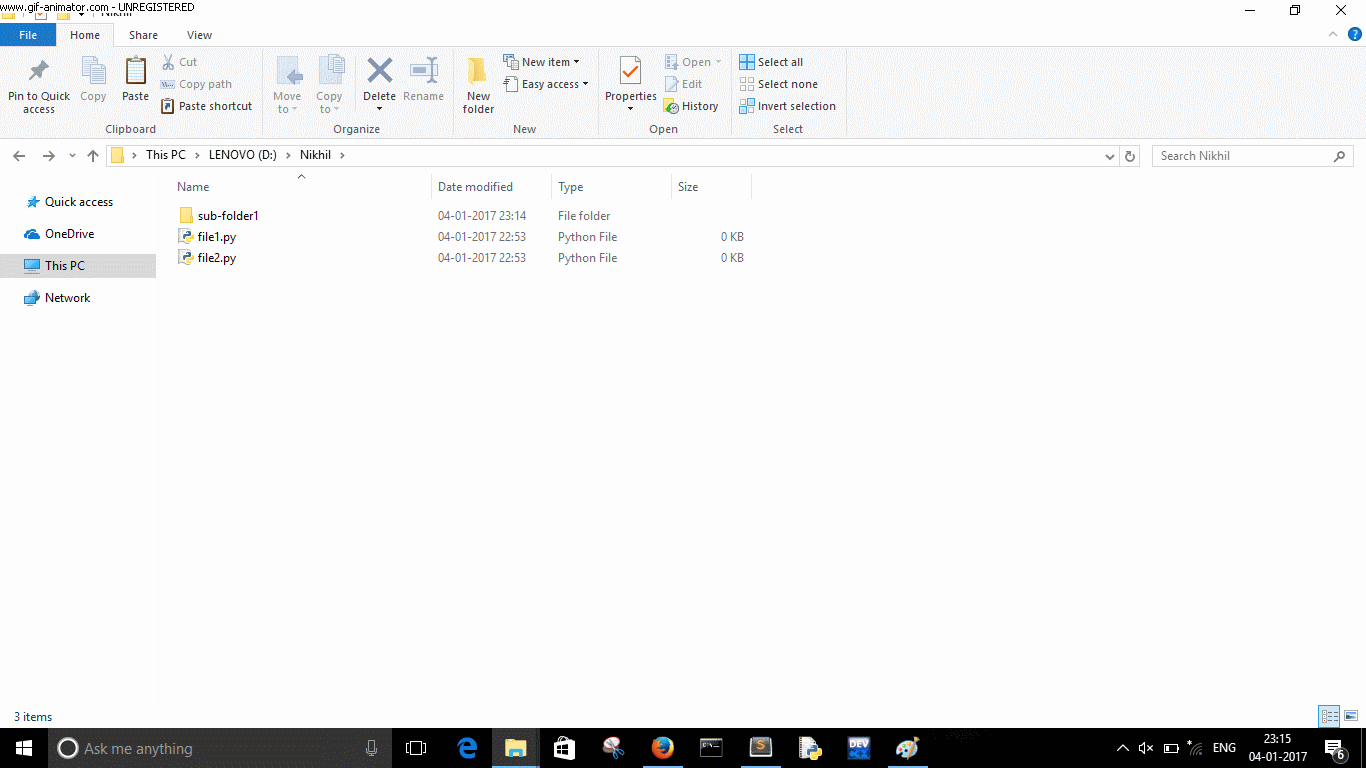 www.gif-animator.com - UNREGISTERED
File Home Share View
Pin to Quick access
Copy
Paste
Cut
Copy path
Paste shortcut
Clipboard
Move to
Copy to
Delete
Rename
Organize
New folder
New item
Easy access
New
Properties
Open
Edit
History
Open
Select all
Select none
Invert selection
Select
This PC > LENOVO (D:) > Nikhil >
Search Nikhil
Quick access
OneDrive
This PC
Network
Name Date modified Type Size
sub-folder1 04-01-2017 23:14 File folder
file1.py 04-01-2017 22:53 Python File 0 KB
file2.py 04-01-2017 22:53 Python File 0 KB
3 items
Ask me anything
DEV
ENG
23:15
04-01-2017
6